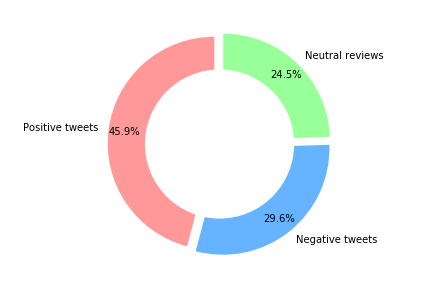 Neutral reviews
24.5%
Positive tweets
45.9%
29.6%
Negative tweets